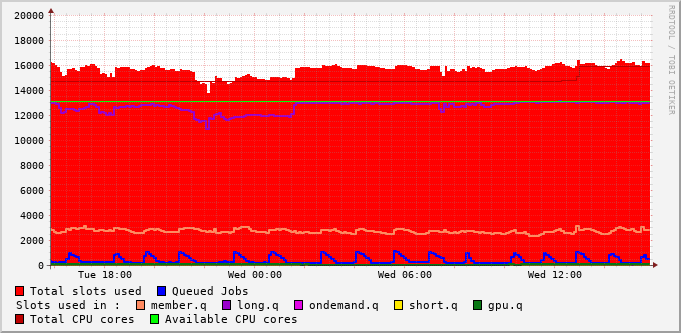 20000
18000
16000
14000
12000
10000
8000
6000
4000
2000
0
Tue 18:00 Wed 00:00 Wed 06:00 Wed 12:00
Total slots used Queued Jobs
Slots used in : member.q long.q ondemand.q short.q gpu.q
Total CPU cores Available CPU cores
RRDTOOL / TOBI OETIKER